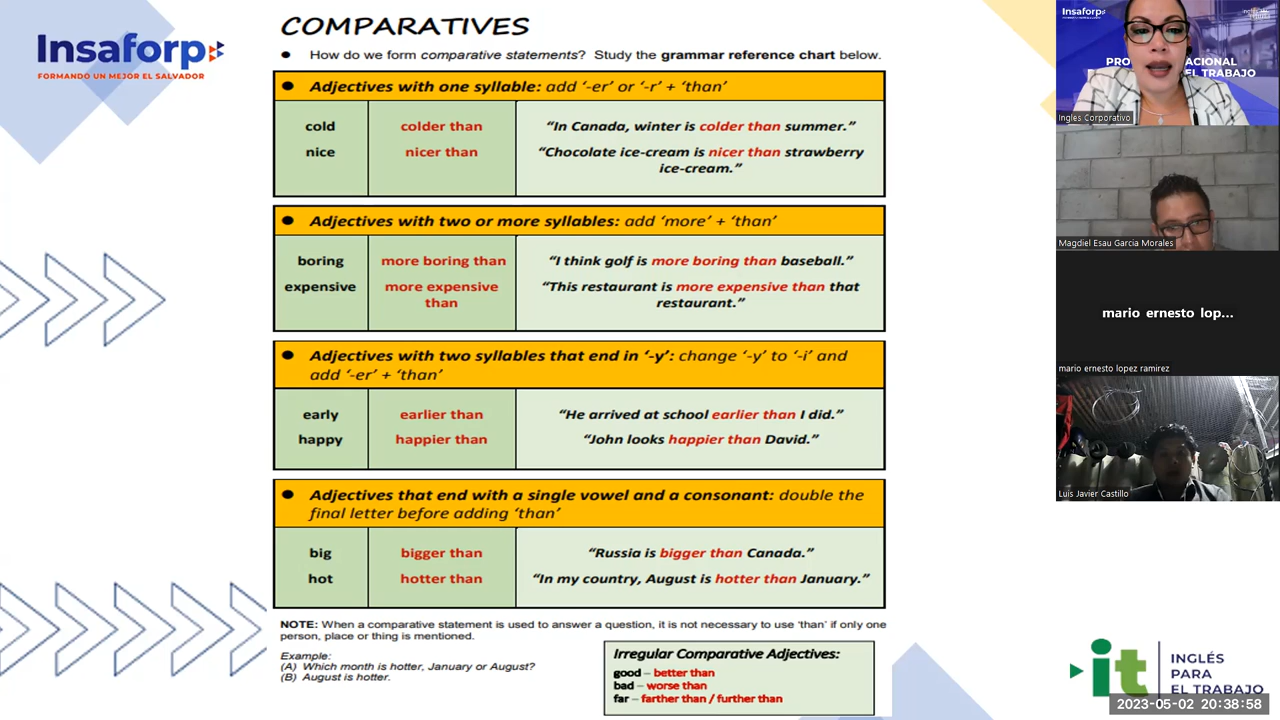 COMPARATIVES
Insaforp
FORMANDO UN MEJOR EL SALVADOR
● How do we form comparative statements? Study the grammar reference chart below.
● Adjectives with one syllable: add '-er' or '-r' + 'than'
cold colder than "In Canada, winter is colder than summer."
nice nicer than "Chocolate ice-cream is nicer than strawberry
ice-cream."
● Adjectives with two or more syllables: add 'more' + 'than'
boring more boring than "I think golf is more boring than baseball."
expensive more expensive "This restaurant is more expensive than that
than restaurant."
● Adjectives with two syllables that end in '-y': change '-y' to '-i' and
add '-er' + 'than'
early earlier than "He arrived at school earlier than I did."
happy happier than "John looks happier than David."
● Adjectives that end with a single vowel and a consonant: double the
final letter before adding 'than'
big bigger than "Russia is bigger than Canada."
hot hotter than "In my country, August is hotter than January."
NOTE: When a comparative statement is used to answer a question, it is not necessary to use 'than' if only one
person, place or thing is mentioned.
Example:
(A) Which month is hotter, January or August?
(B) August is hotter.
Irregular Comparative Adjectives:
good – better than
bad – worse than
far – farther than / further than
Insaforp
PRO ACIONAL
EL TRABAJO
Ingles Corporativo
Magdiel Esau Garcia Morales
mario ernesto lop...
mario ernesto lopez ramirez
Luis Javier Castillo
it
INGLÉS
PARA
EL TRABAJO
2023-05-02 20:38:58